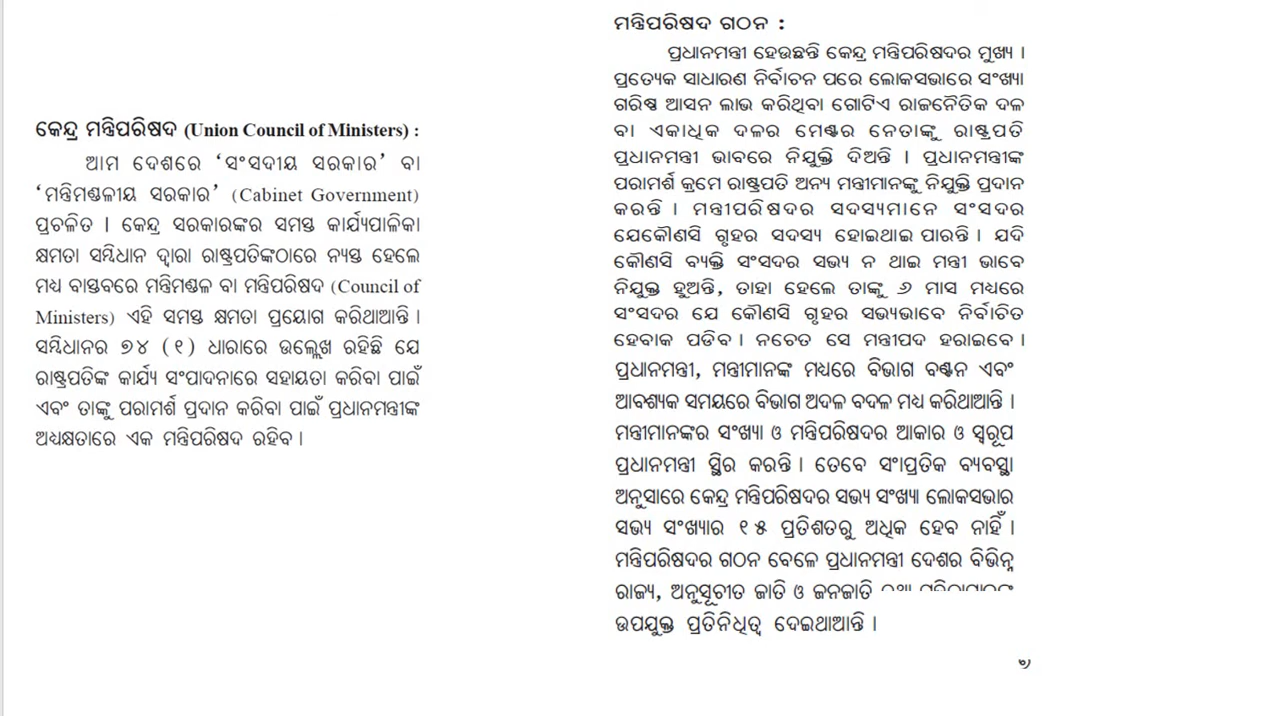 କେନ୍ଦ୍ର ମନ୍ତ୍ରିପରିଷଦ (Union Council of Ministers) :
ଆମ ଦେଶରେ ‘ସଂସଦୀୟ ସରକାର’ ବା
‘ମନ୍ତ୍ରିମଣ୍ଡଳୀୟ ସରକାର’ (Cabinet Government)
ପ୍ରଚଳିତ । କେନ୍ଦ୍ର ସରକାରଙ୍କର ସମସ୍ତ କାର୍ଯ୍ୟପାଳିକା
କ୍ଷମତା ସମ୍ବିଧାନ ଦ୍ୱାରା ରାଷ୍ଟ୍ରପତିଙ୍କଠାରେ ନ୍ୟସ୍ତ ହେଲେ
ମଧ୍ୟ ବାସ୍ତବରେ ମନ୍ତ୍ରିମଣ୍ଡଳ ବା ମନ୍ତ୍ରିପରିଷଦ (Council of
Ministers) ଏହି ସମସ୍ତ କ୍ଷମତା ପ୍ରୟୋଗ କରିଥାଆନ୍ତି ।
ସମ୍ବିଧାନର ୭୪ (୧) ଧାରାରେ ଉଲ୍ଲେଖ ରହିଛି ଯେ
ରାଷ୍ଟ୍ରପତିଙ୍କ କାର୍ଯ୍ୟ ସଂପାଦନାରେ ସହାୟତା କରିବା ପାଇଁ
ଏବଂ ତାଙ୍କୁ ପରାମର୍ଶ ପ୍ରଦାନ କରିବା ପାଇଁ ପ୍ରଧାନମନ୍ତ୍ରୀଙ୍କ
ଅଧ୍ୟକ୍ଷତାରେ ଏକ ମନ୍ତ୍ରିପରିଷଦ ରହିବ ।
ମନ୍ତ୍ରିପରିଷଦ ଗଠନ :
ପ୍ରଧାନମନ୍ତ୍ରୀ ହେଉଛନ୍ତି କେନ୍ଦ୍ର ମନ୍ତ୍ରିପରିଷଦର ମୁଖ୍ୟ ।
ପ୍ରତ୍ୟେକ ସାଧାରଣ ନିର୍ବାଚନ ପରେ ଲୋକସଭାରେ ସଂଖ୍ୟା
ଗରିଷ୍ଠ ଆସନ ଲାଭ କରିଥିବା ଗୋଟିଏ ରାଜନୈତିକ ଦଳ
ବା ଏକାଧିକ ଦଳର ମେଣ୍ଟର ନେତାଙ୍କୁ ରାଷ୍ଟ୍ରପତି
ପ୍ରଧାନମନ୍ତ୍ରୀ ଭାବରେ ନିଯୁକ୍ତି ଦିଅନ୍ତି । ପ୍ରଧାନମନ୍ତ୍ରୀଙ୍କ
ପରାମର୍ଶ କ୍ରମେ ରାଷ୍ଟ୍ରପତି ଅନ୍ୟ ମନ୍ତ୍ରୀମାନଙ୍କୁ ନିଯୁକ୍ତି ପ୍ରଦାନ
କରନ୍ତି । ମନ୍ତ୍ରୀପରିଷଦର ସଦସ୍ୟମାନେ ସଂସଦର
ଯେକୌଣସି ଗୃହର ସଦସ୍ୟ ହୋଇଥାଇ ପାରନ୍ତି । ଯଦି
କୌଣସି ବ୍ୟକ୍ତି ସଂସଦର ସଭ୍ୟ ନ ଥାଇ ମନ୍ତ୍ରୀ ଭାବେ
ନିଯୁକ୍ତ ହୁଅନ୍ତି, ତାହା ହେଲେ ତାଙ୍କୁ ୬ ମାସ ମଧ୍ୟରେ
ସଂସଦର ଯେ କୌଣସି ଗୃହର ସଭ୍ୟଭାବେ ନିର୍ବାଚିତ
ହେବାକ ପଡିବ । ନଚେତ ସେ ମନ୍ତ୍ରୀପଦ ହରାଇବେ ।
ପ୍ରଧାନମନ୍ତ୍ରୀ, ମନ୍ତ୍ରୀମାନଙ୍କ ମଧ୍ୟରେ ବିଭାଗ ବଣ୍ଟନ ଏବଂ
ଆବଶ୍ୟକ ସମୟରେ ବିଭାଗ ଅଦଳ ବଦଳ ମଧ୍ୟ କରିଥାଆନ୍ତି ।
ମନ୍ତ୍ରୀମାନଙ୍କର ସଂଖ୍ୟା ଓ ମନ୍ତ୍ରିପରିଷଦର ଆକାର ଓ ସ୍ୱରୂପ
ପ୍ରଧାନମନ୍ତ୍ରୀ ସ୍ଥିର କରନ୍ତି । ତେବେ ସାଂପ୍ରତିକ ବ୍ୟବସ୍ଥା
ଅନୁସାରେ କେନ୍ଦ୍ର ମନ୍ତ୍ରିପରିଷଦର ସଭ୍ୟ ସଂଖ୍ୟା ଲୋକସଭାର
ସଭ୍ୟ ସଂଖ୍ୟାର ୧୫ ପ୍ରତିଶତରୁ ଅଧିକ ହେବ ନାହିଁ ।
ମନ୍ତ୍ରିପରିଷଦର ଗଠନ ବେଳେ ପ୍ରଧାନମନ୍ତ୍ରୀ ଦେଶର ବିଭିନ୍ନ
ରାଜ୍ୟ, ଅନୁସୂଚୀତ ଜାତି ଓ ଜନଜାତି
ଉପଯୁକ୍ତ ପ୍ରତିନିଧିତ୍ୱ ଦେଇଥାଆନ୍ତି ।